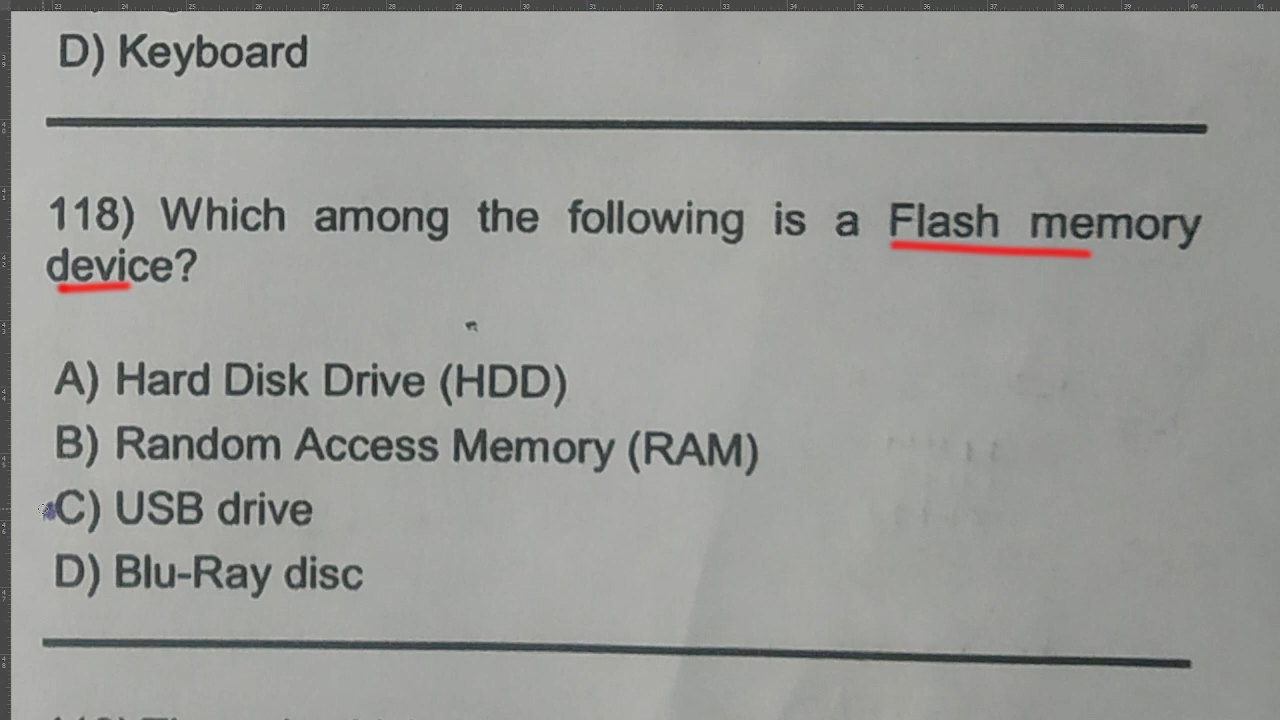 D) Keyboard
118) Which among the following is a Flash memory
device?
A) Hard Disk Drive (HDD)
B) Random Access Memory (RAM)
C) USB drive
D) Blu-Ray disc